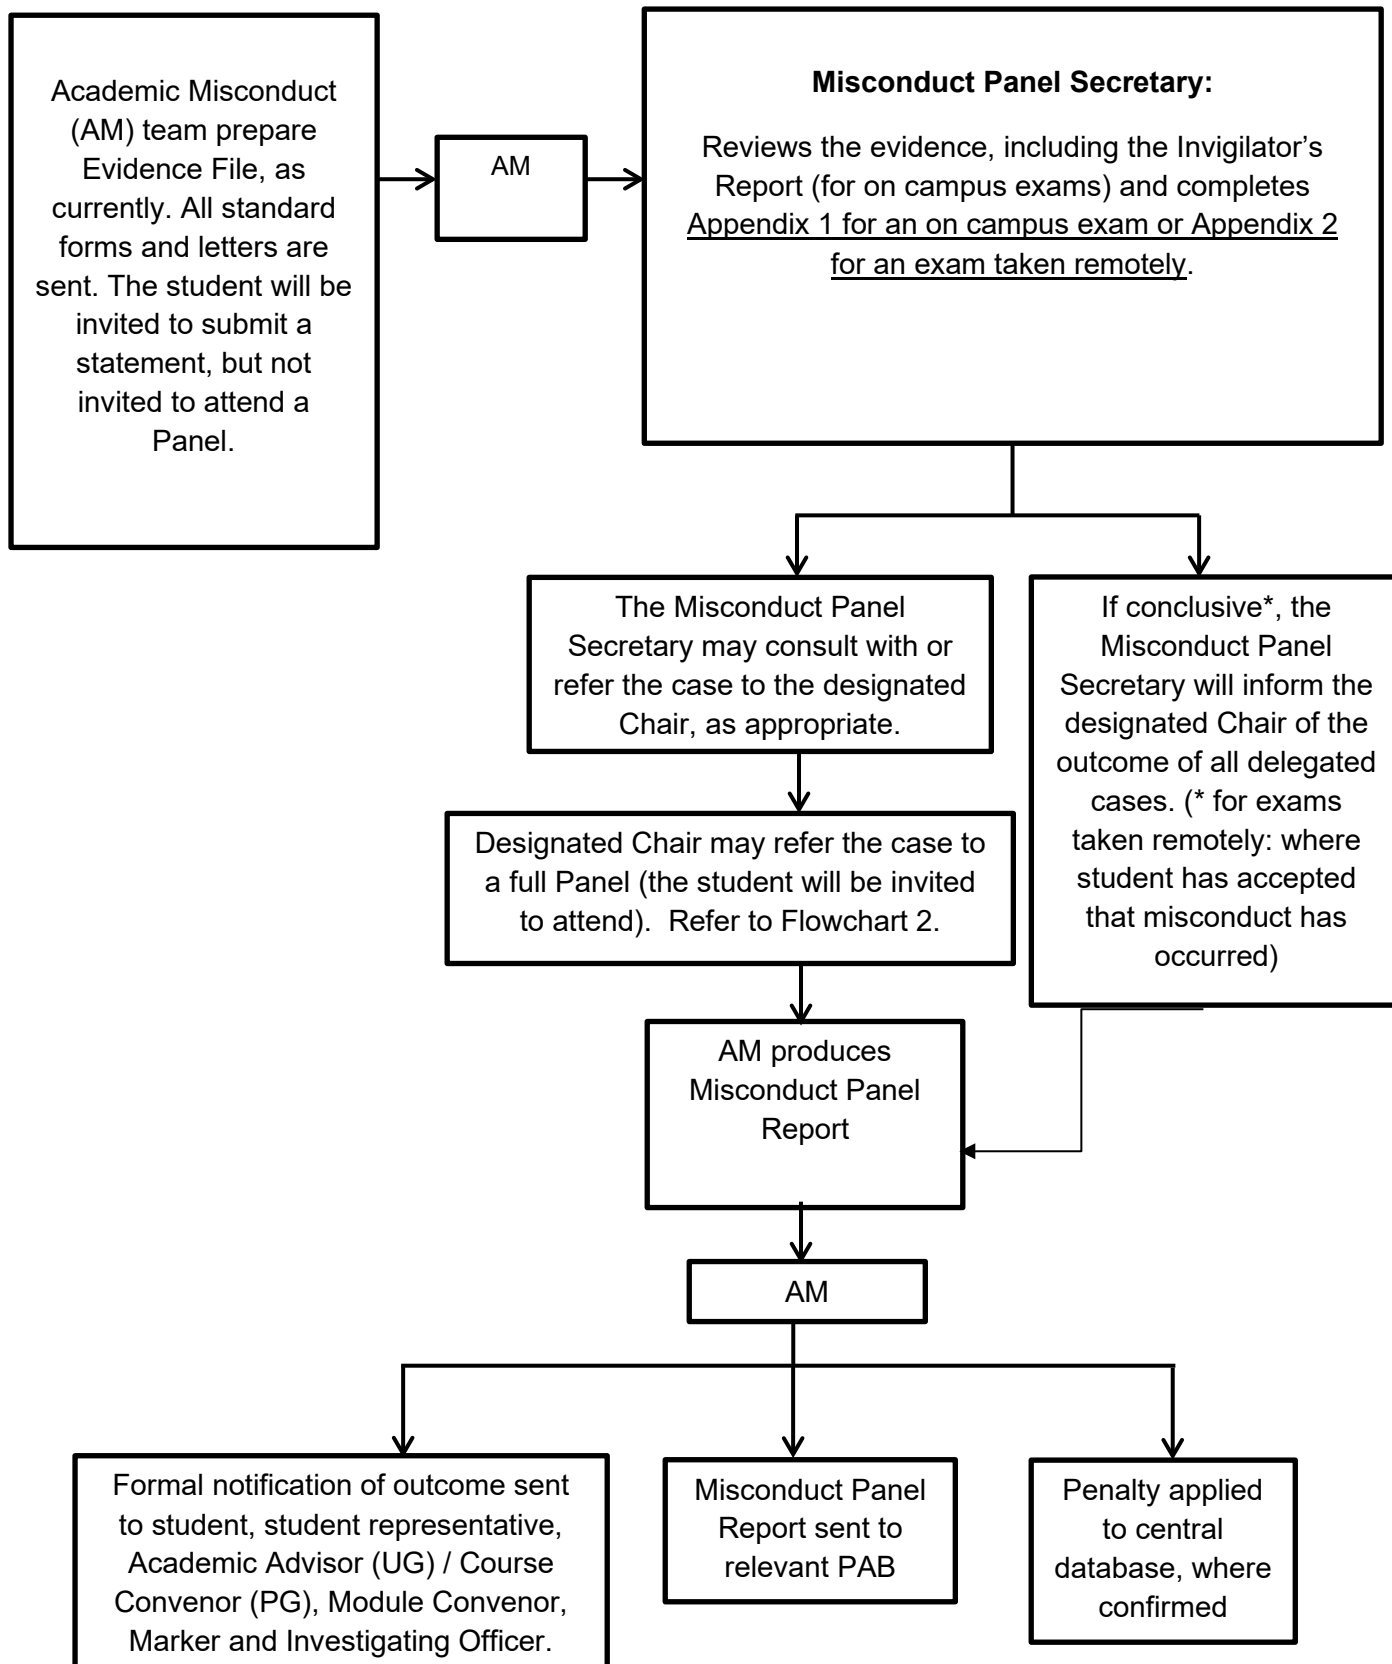 Academic Misconduct
(AM) team prepare
Evidence File, as
currently. All standard
forms and letters are
sent. The student will be
invited to submit a
statement, but not
invited to attend a
Panel.
AM
Misconduct Panel Secretary:
Reviews the evidence, including the Invigilator’s
Report (for on campus exams) and completes
Appendix 1 for an on campus exam or Appendix 2
for an exam taken remotely.
The Misconduct Panel
Secretary may consult with or
refer the case to the designated
Chair, as appropriate.
If conclusive*, the
Misconduct Panel
Secretary will inform the
designated Chair of the
outcome of all delegated
cases. (* for exams
taken remotely: where
student has accepted
that misconduct has
occurred)
Designated Chair may refer the case to
a full Panel (the student will be invited
to attend).  Refer to Flowchart 2.
AM produces
Misconduct Panel
Report
AM
Formal notification of outcome sent
to student, student representative,
Academic Advisor (UG) / Course
Convenor (PG), Module Convenor,
Marker and Investigating Officer.
Misconduct Panel
Report sent to
relevant PAB
Penalty applied
to central
database, where
confirmed